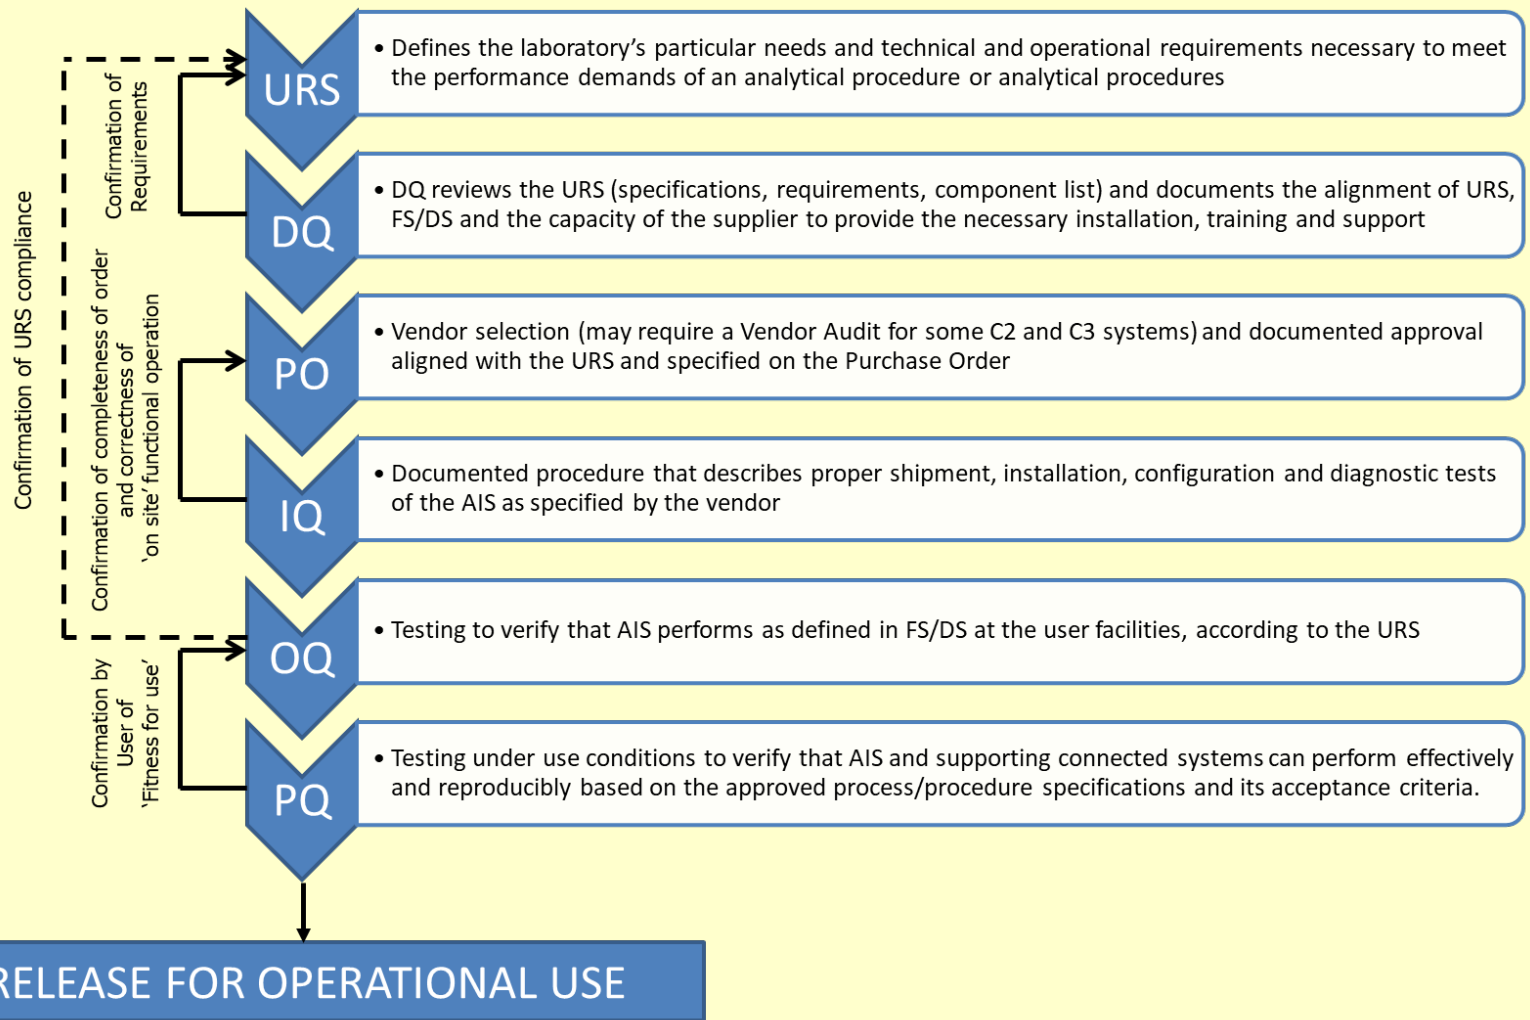 URS
• Defines the laboratory's particular needs and technical and operational requirements necessary to meet
the performance demands of an analytical procedure or analytical procedures
DQ
• DQ reviews the URS (specifications, requirements, component list) and documents the alignment of URS,
FS/DS and the capacity of the supplier to provide the necessary installation, training and support
PO
• Vendor selection (may require a Vendor Audit for some C2 and C3 systems) and documented approval
aligned with the URS and specified on the Purchase Order
IQ
• Documented procedure that describes proper shipment, installation, configuration and diagnostic tests
of the AIS as specified by the vendor
OQ
• Testing to verify that AIS performs as defined in FS/DS at the user facilities, according to the URS
PQ
• Testing under use conditions to verify that AIS and supporting connected systems can perform effectively
and reproducibly based on the approved process/procedure specifications and its acceptance criteria.
Confirmation of URS compliance
Confirmation of
Requirements
Confirmation of completeness of order
and correctness of
‘on site’ functional operation
Confirmation by
User of
‘Fitness for use’
RELEASE FOR OPERATIONAL USE